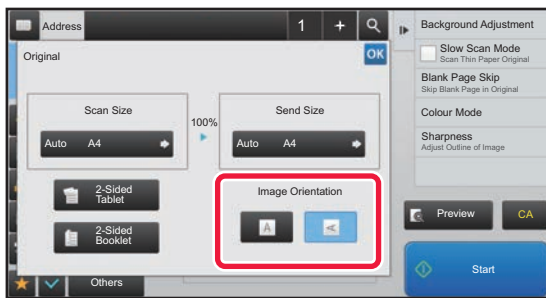 Address
1
+
Original
OK
Scan Size
100%
Send Size
Auto A4
Auto A4
2-Sided
Tablet
2-Sided
Booklet
Image Orientation
A
A
Others
Background Adjustment
Slow Scan Mode
Scan Thin Paper Original
Blank Page Skip
Skip Blank Page in Original
Colour Mode
Sharpness
Adjust Outline of Image
Preview
CA
Start